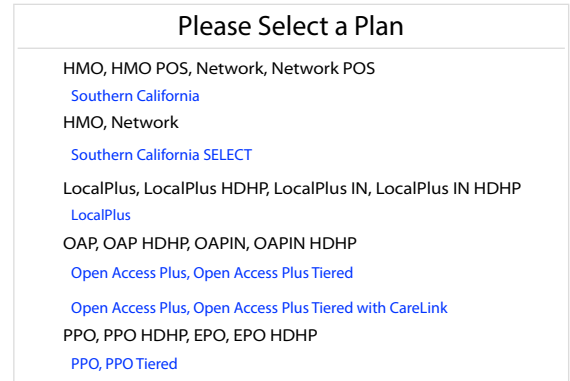 Please Select a Plan
HMO, HMO POS, Network, Network POS
Southern California
HMO, Network
Southern California SELECT
LocalPlus, LocalPlus HDHP, LocalPlus IN, LocalPlus IN HDHP
LocalPlus
OAP, OAP HDHP, OAPIN, OAPIN HDHP
Open Access Plus, Open Access Plus Tiered
Open Access Plus, Open Access Plus Tiered with CareLink
PPO, PPO HDHP, EPO, EPO HDHP
PPO, PPO Tiered